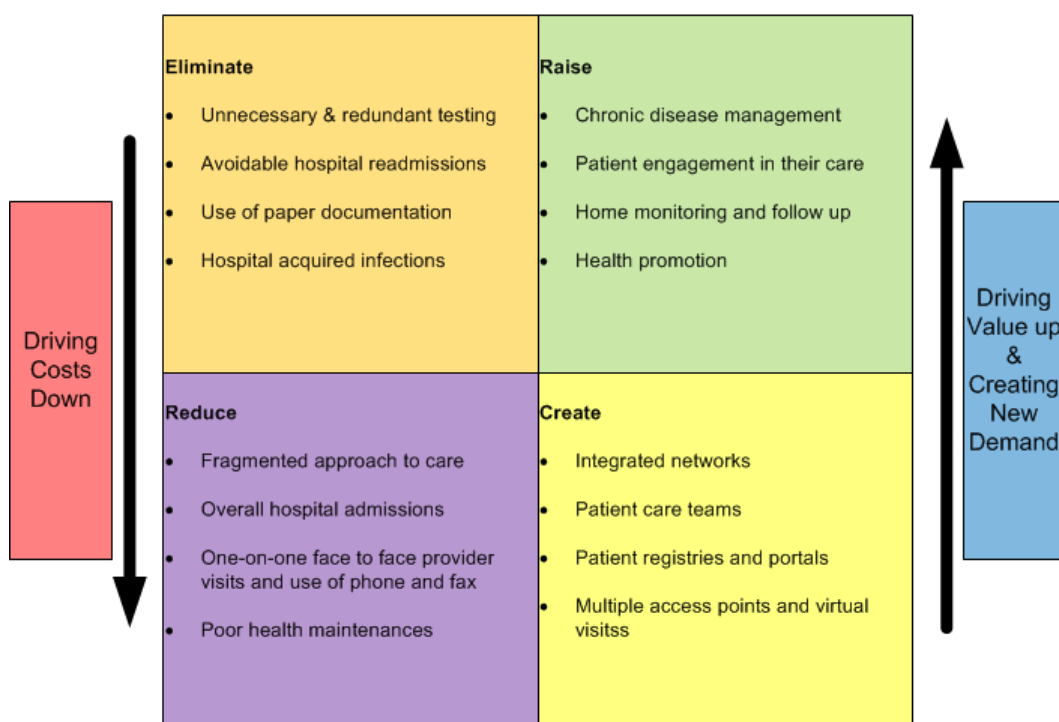 Eliminate
• Unnecessary & redundant testing
• Avoidable hospital readmissions
• Use of paper documentation
• Hospital acquired infections
Raise
• Chronic disease management
• Patient engagement in their care
• Home monitoring and follow up
• Health promotion
Driving
Costs
Down
Driving
Value up
&
Creating
New
Demand
Reduce
• Fragmented approach to care
• Overall hospital admissions
• One-on-one face to face provider
visits and use of phone and fax
• Poor health maintenances
Create
• Integrated networks
• Patient care teams
• Patient registries and portals
• Multiple access points and virtual
visitss